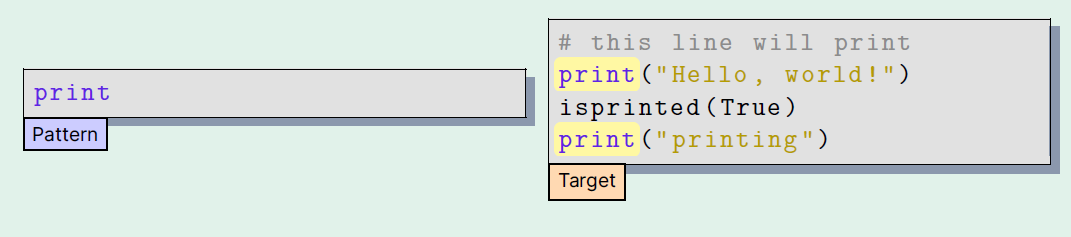 print
Pattern
# this line will print
print("Hello, world!")
isprinted(True)
print("printing")
Target